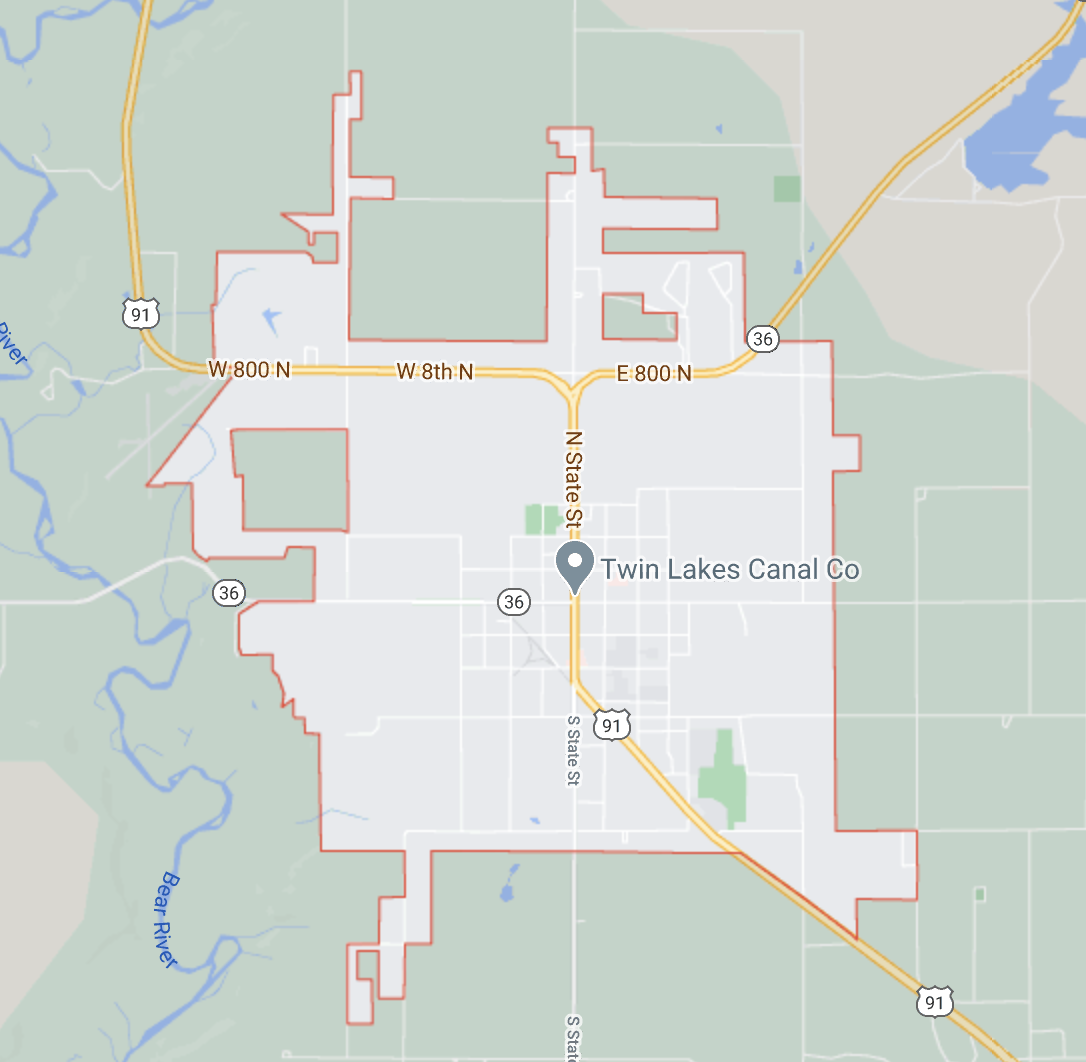 91
River
36
W 800 N
W 8th N
E 800 N
N State St
Twin Lakes Canal Co
36
36
91
S State St
Bear River
91
S State